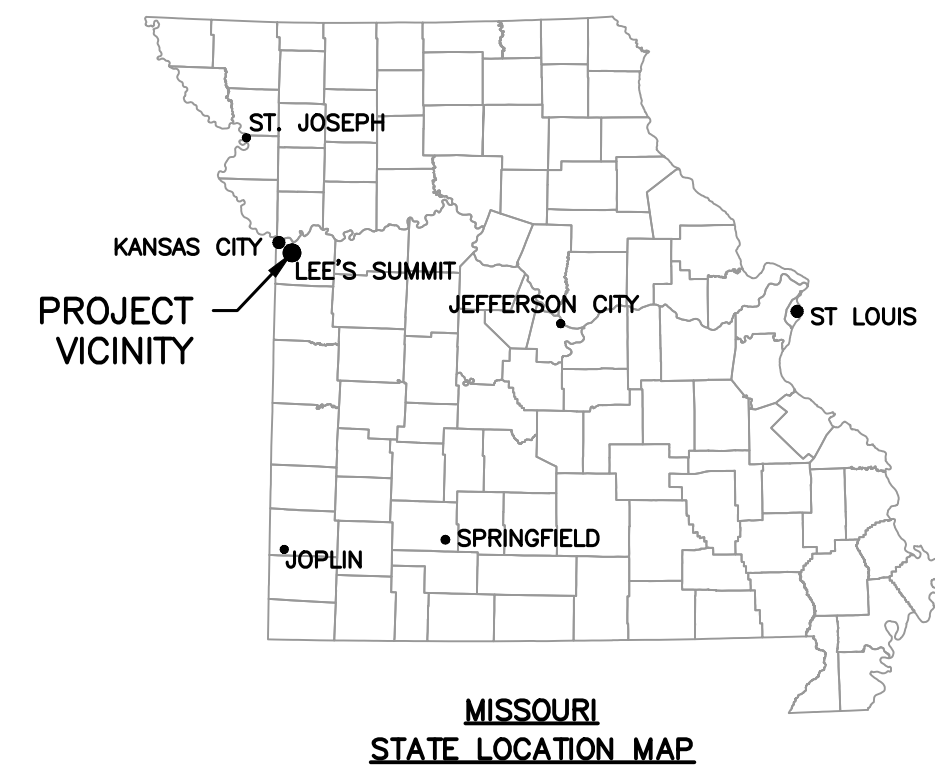 ST. JOSEPH
KANSAS CITY
LEE'S SUMMIT
PROJECT
VICINITY
JEFFERSON CITY
ST LOUIS
SPRINGFIELD
JOPLIN
MISSOURI
STATE LOCATION MAP